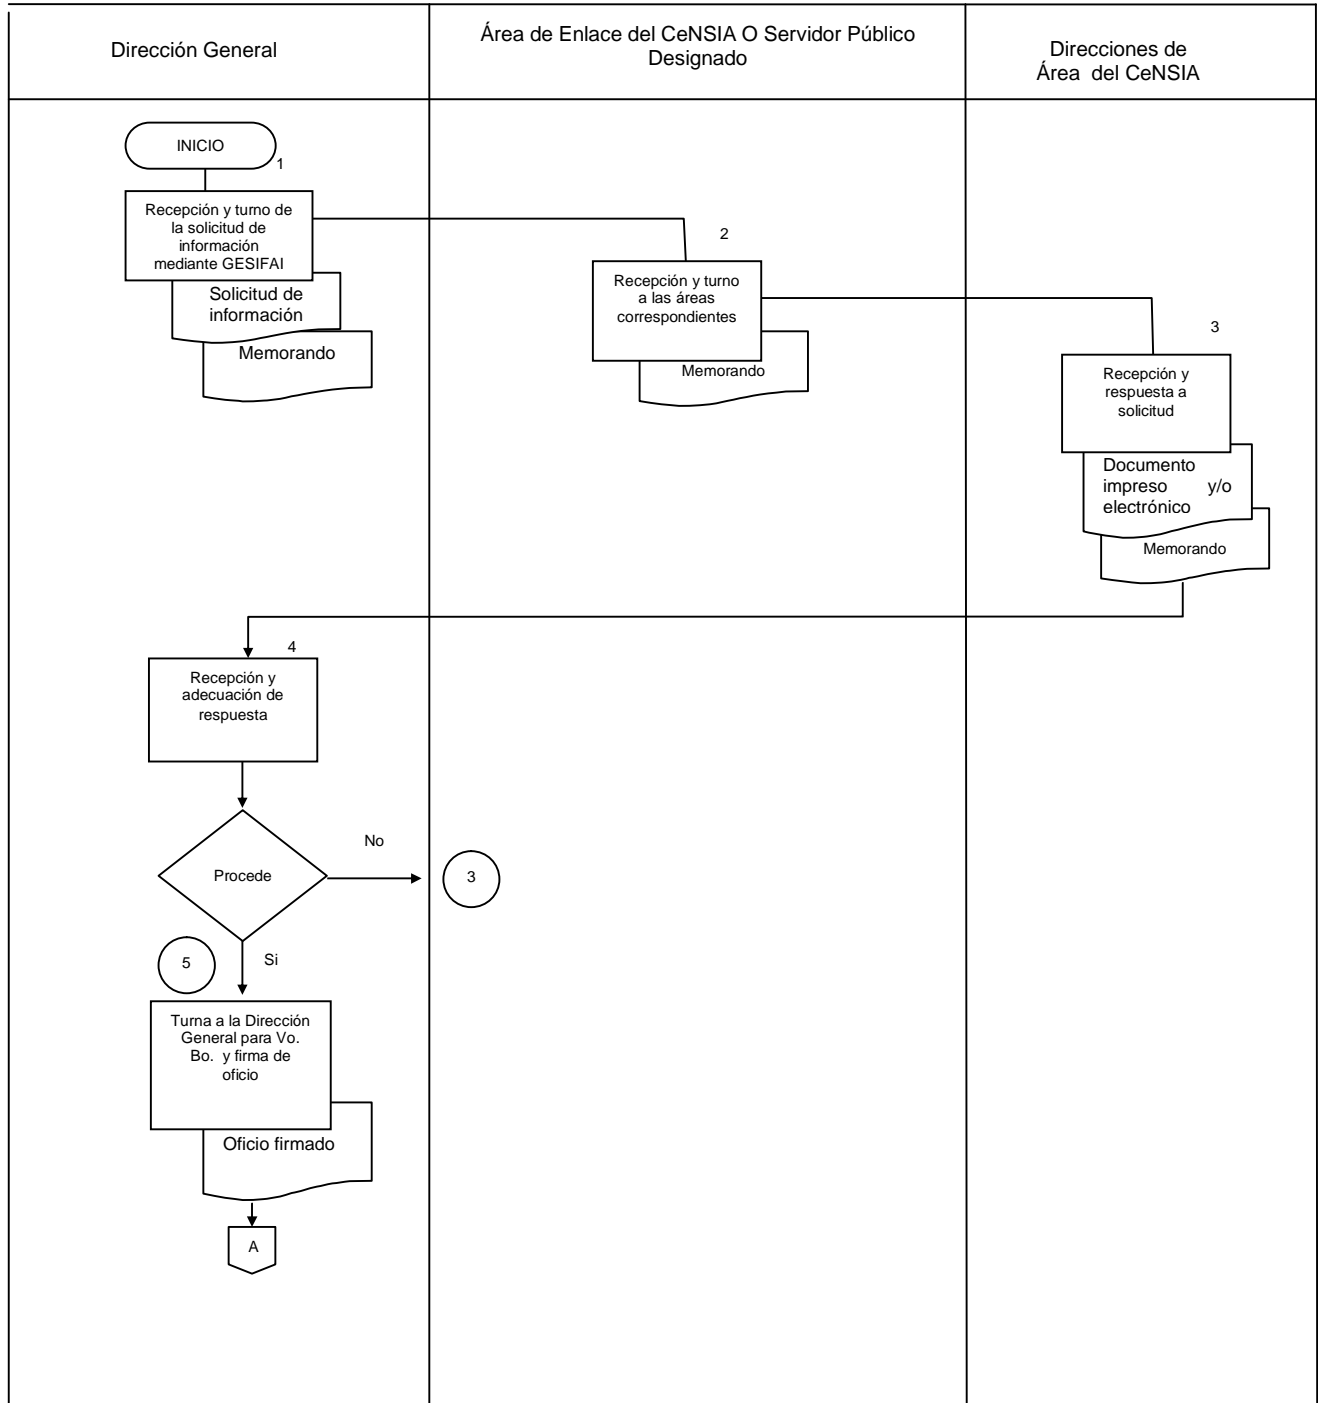 Dirección General
Área de Enlace del CeNSIA O Servidor Público
Designado
Direcciones de
Área  del CeNSIA
INICIO
1
Recepción y turno de
la solicitud de
información
mediante GESIFAI
Solicitud de
información
Memorando
2
Recepción y turno
a las áreas
correspondientes
Memorando
3
Recepción y
respuesta a
solicitud
Documento
impreso y/o
electrónico
Memorando
4
Recepción y
adecuación de
respuesta
Procede
No
3
5
Si
Turna a la Dirección
General para Vo.
Bo.  y firma de
oficio
Oficio firmado
A